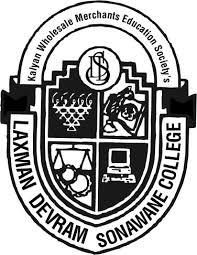 Kalyan Wholesale Merchants Education Society's
LAXMAN DEVRAM SONAWANE COLLEGE